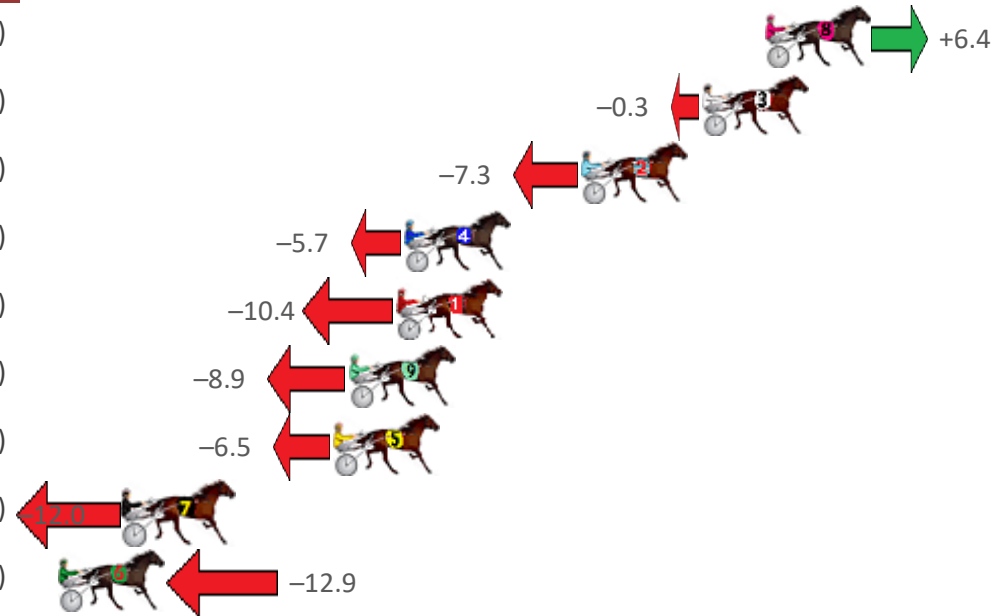 ) 8 +6.4
) –0.3 3
) –7.3 2
) –5.7 4
) –10.4 1
) –8.9 9
) –6.5 5
) –12.0 7
) 6 –12.9